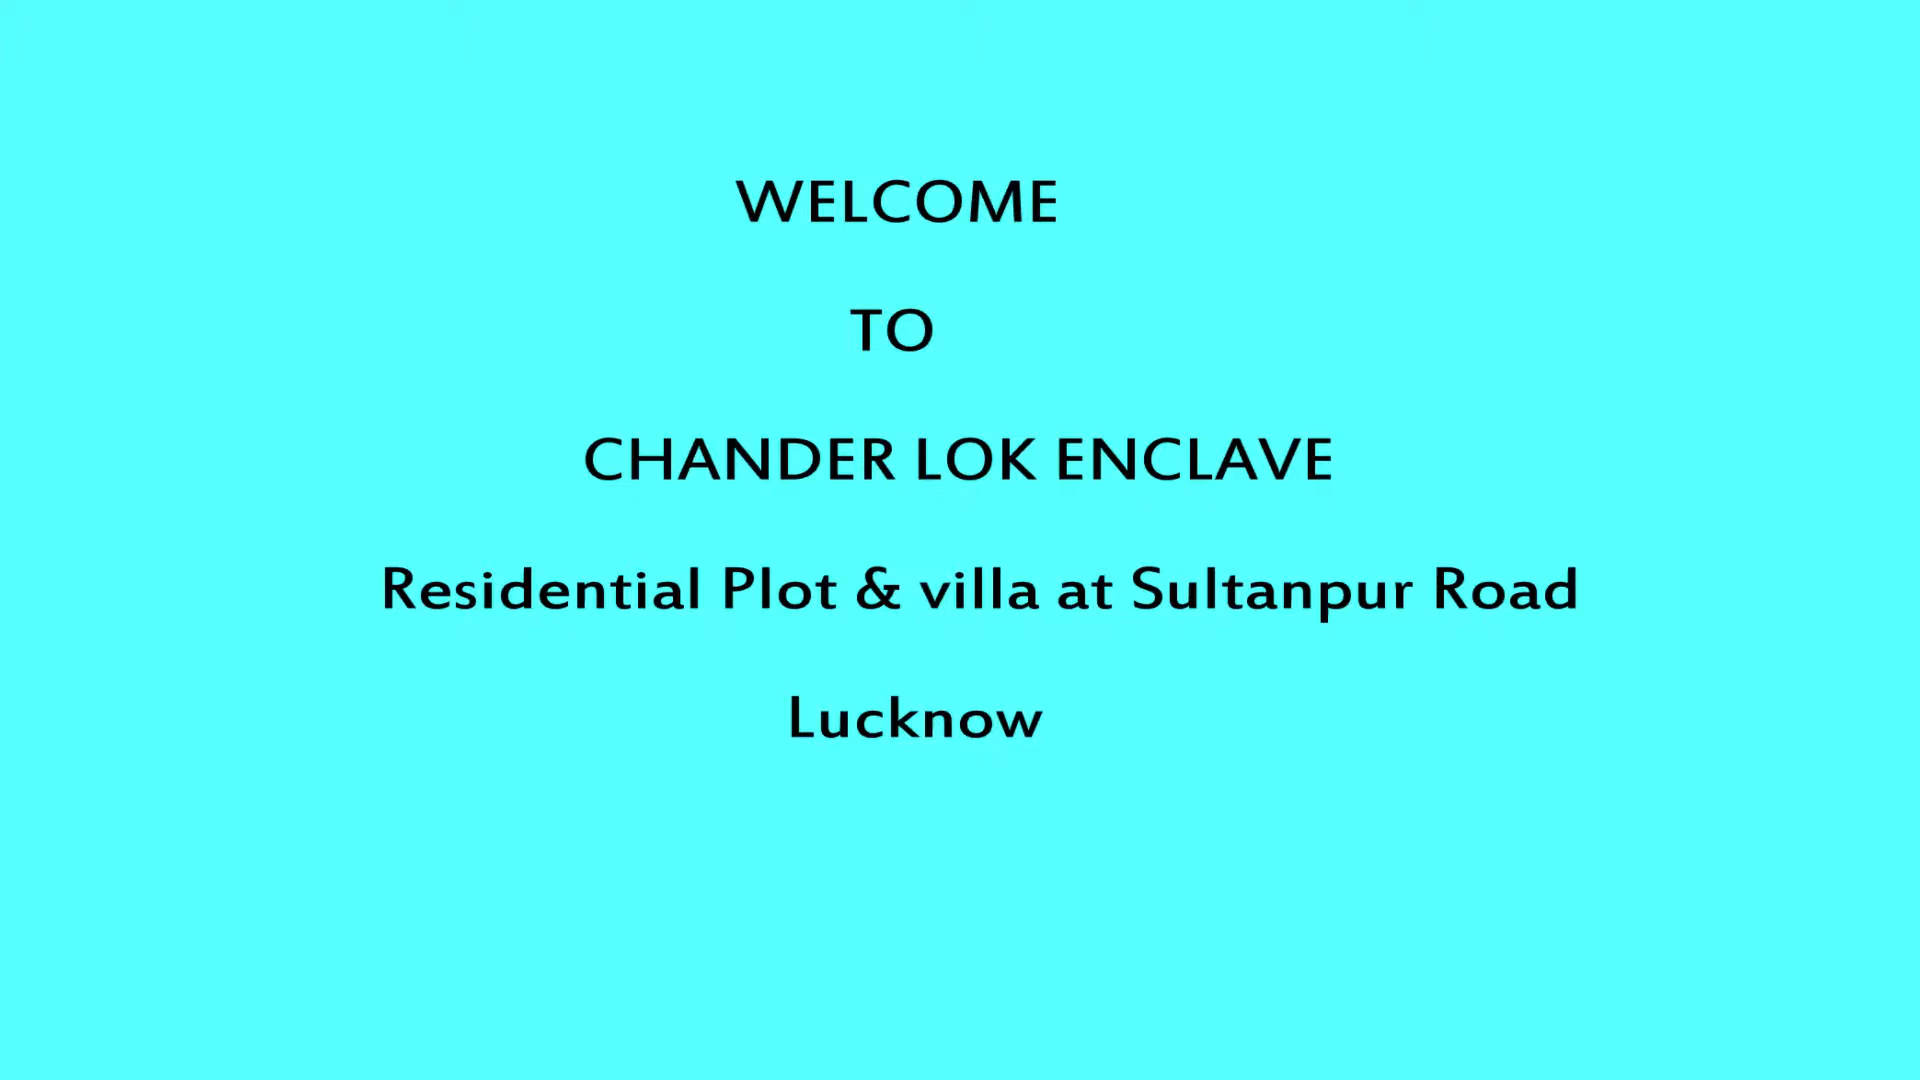 WELCOME
TO
CHANDER LOK ENCLAVE
Residential Plot & villa at Sultanpur Road
Lucknow